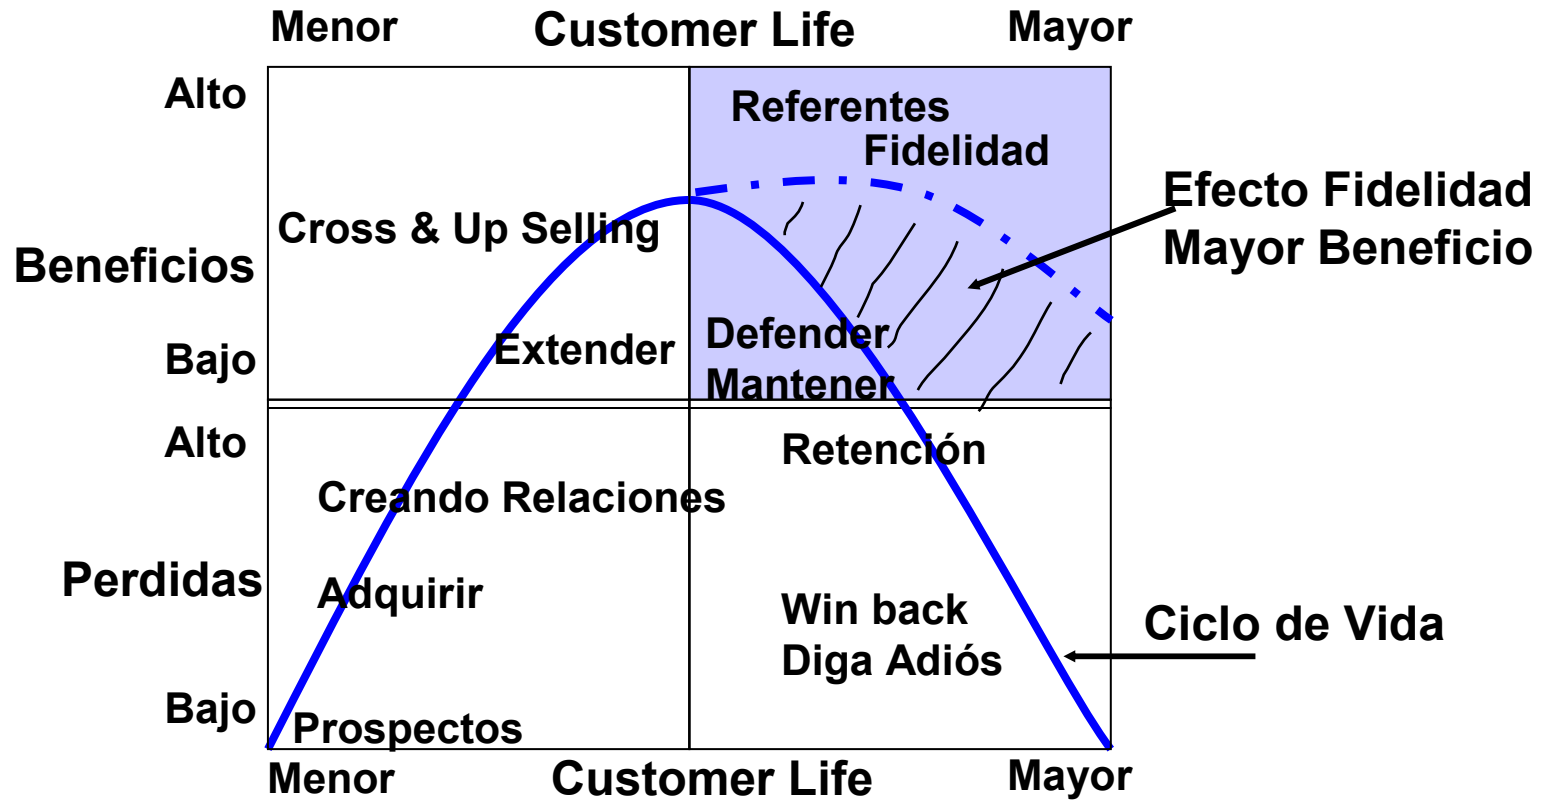 Menor Customer Life Mayor
Alto
Referentes
Fidelidad
Efecto Fidelidad
Mayor Beneficio
Cross & Up Selling
Beneficios
Extender
Bajo
Defender
Mantener
Alto
Retención
Creando Relaciones
Perdidas
Adquirir
Win back
Diga Adiós
Ciclo de Vida
Bajo
Prospectos
Menor Customer Life Mayor